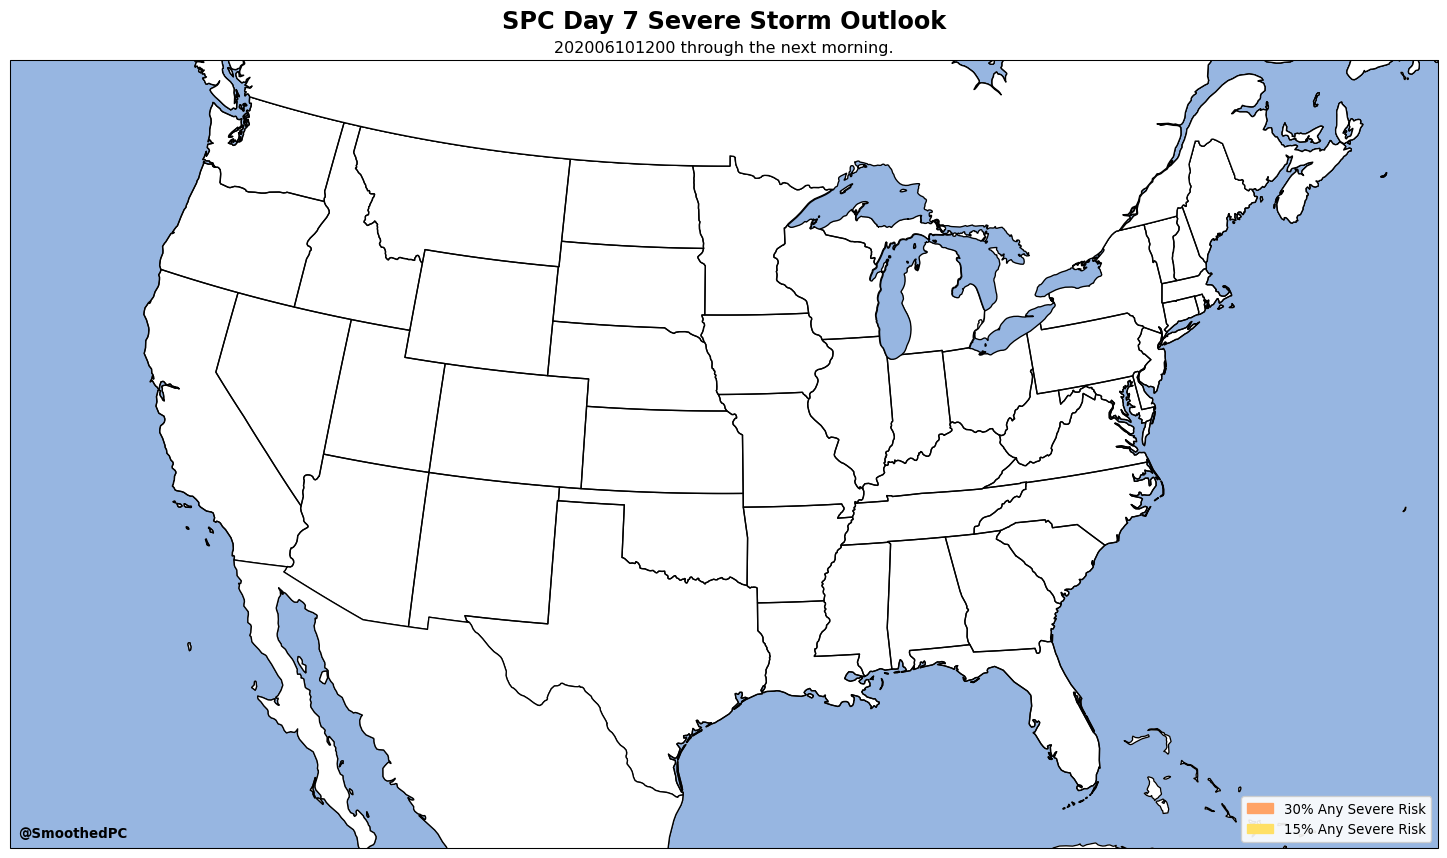 SPC Day 7 Severe Storm Outlook
202006101200 through the next morning.
30% Any Severe Risk
15% Any Severe Risk
@SmoothedPC